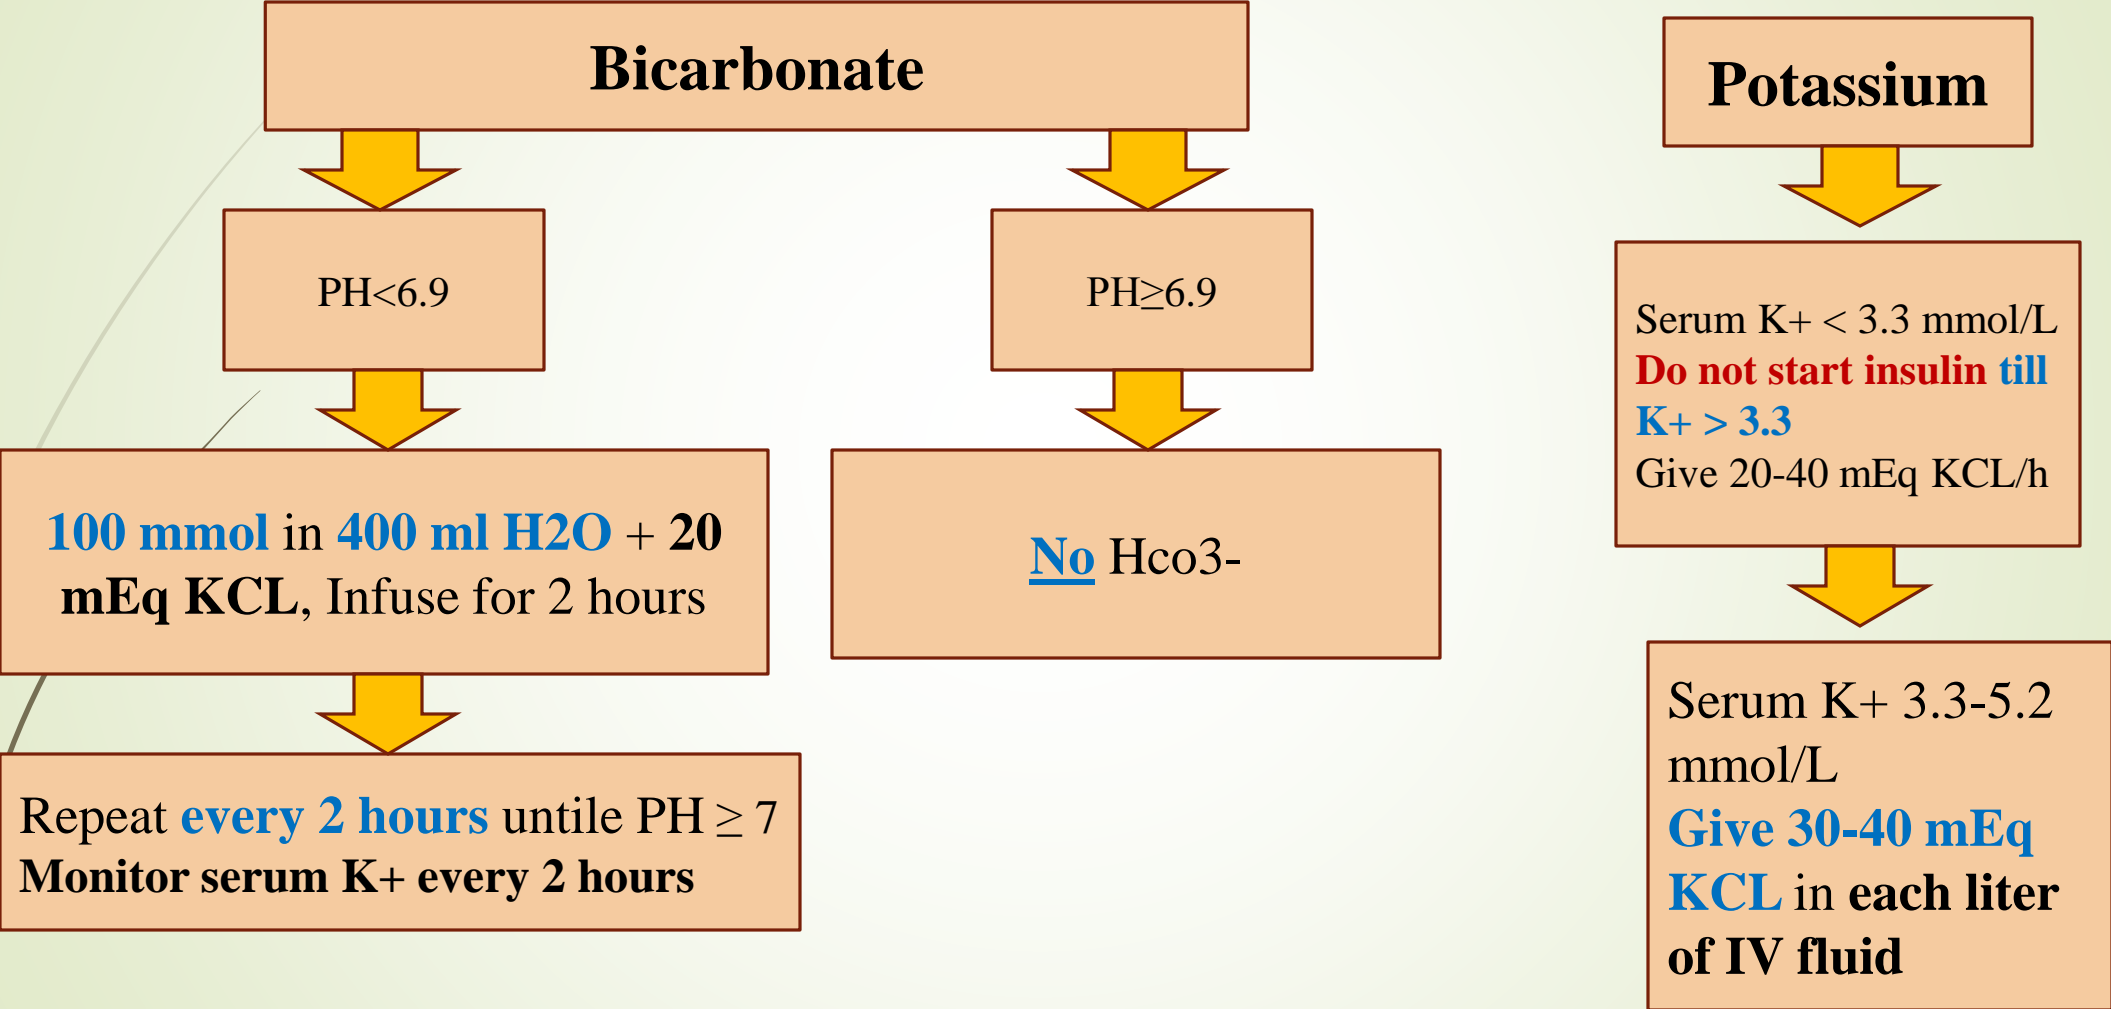 Bicarbonate
PH<6.9
PH≥6.9
100 mmol in 400 ml H2O + 20
mEq KCL, Infuse for 2 hours
No Hco3-
Repeat every 2 hours untile PH ≥ 7
Monitor serum K+ every 2 hours
Potassium
Serum K+ < 3.3 mmol/L
Do not start insulin till
K+ > 3.3
Give 20-40 mEq KCL/h
Serum K+ 3.3-5.2
mmol/L
Give 30-40 mEq
KCL in each liter
of IV fluid